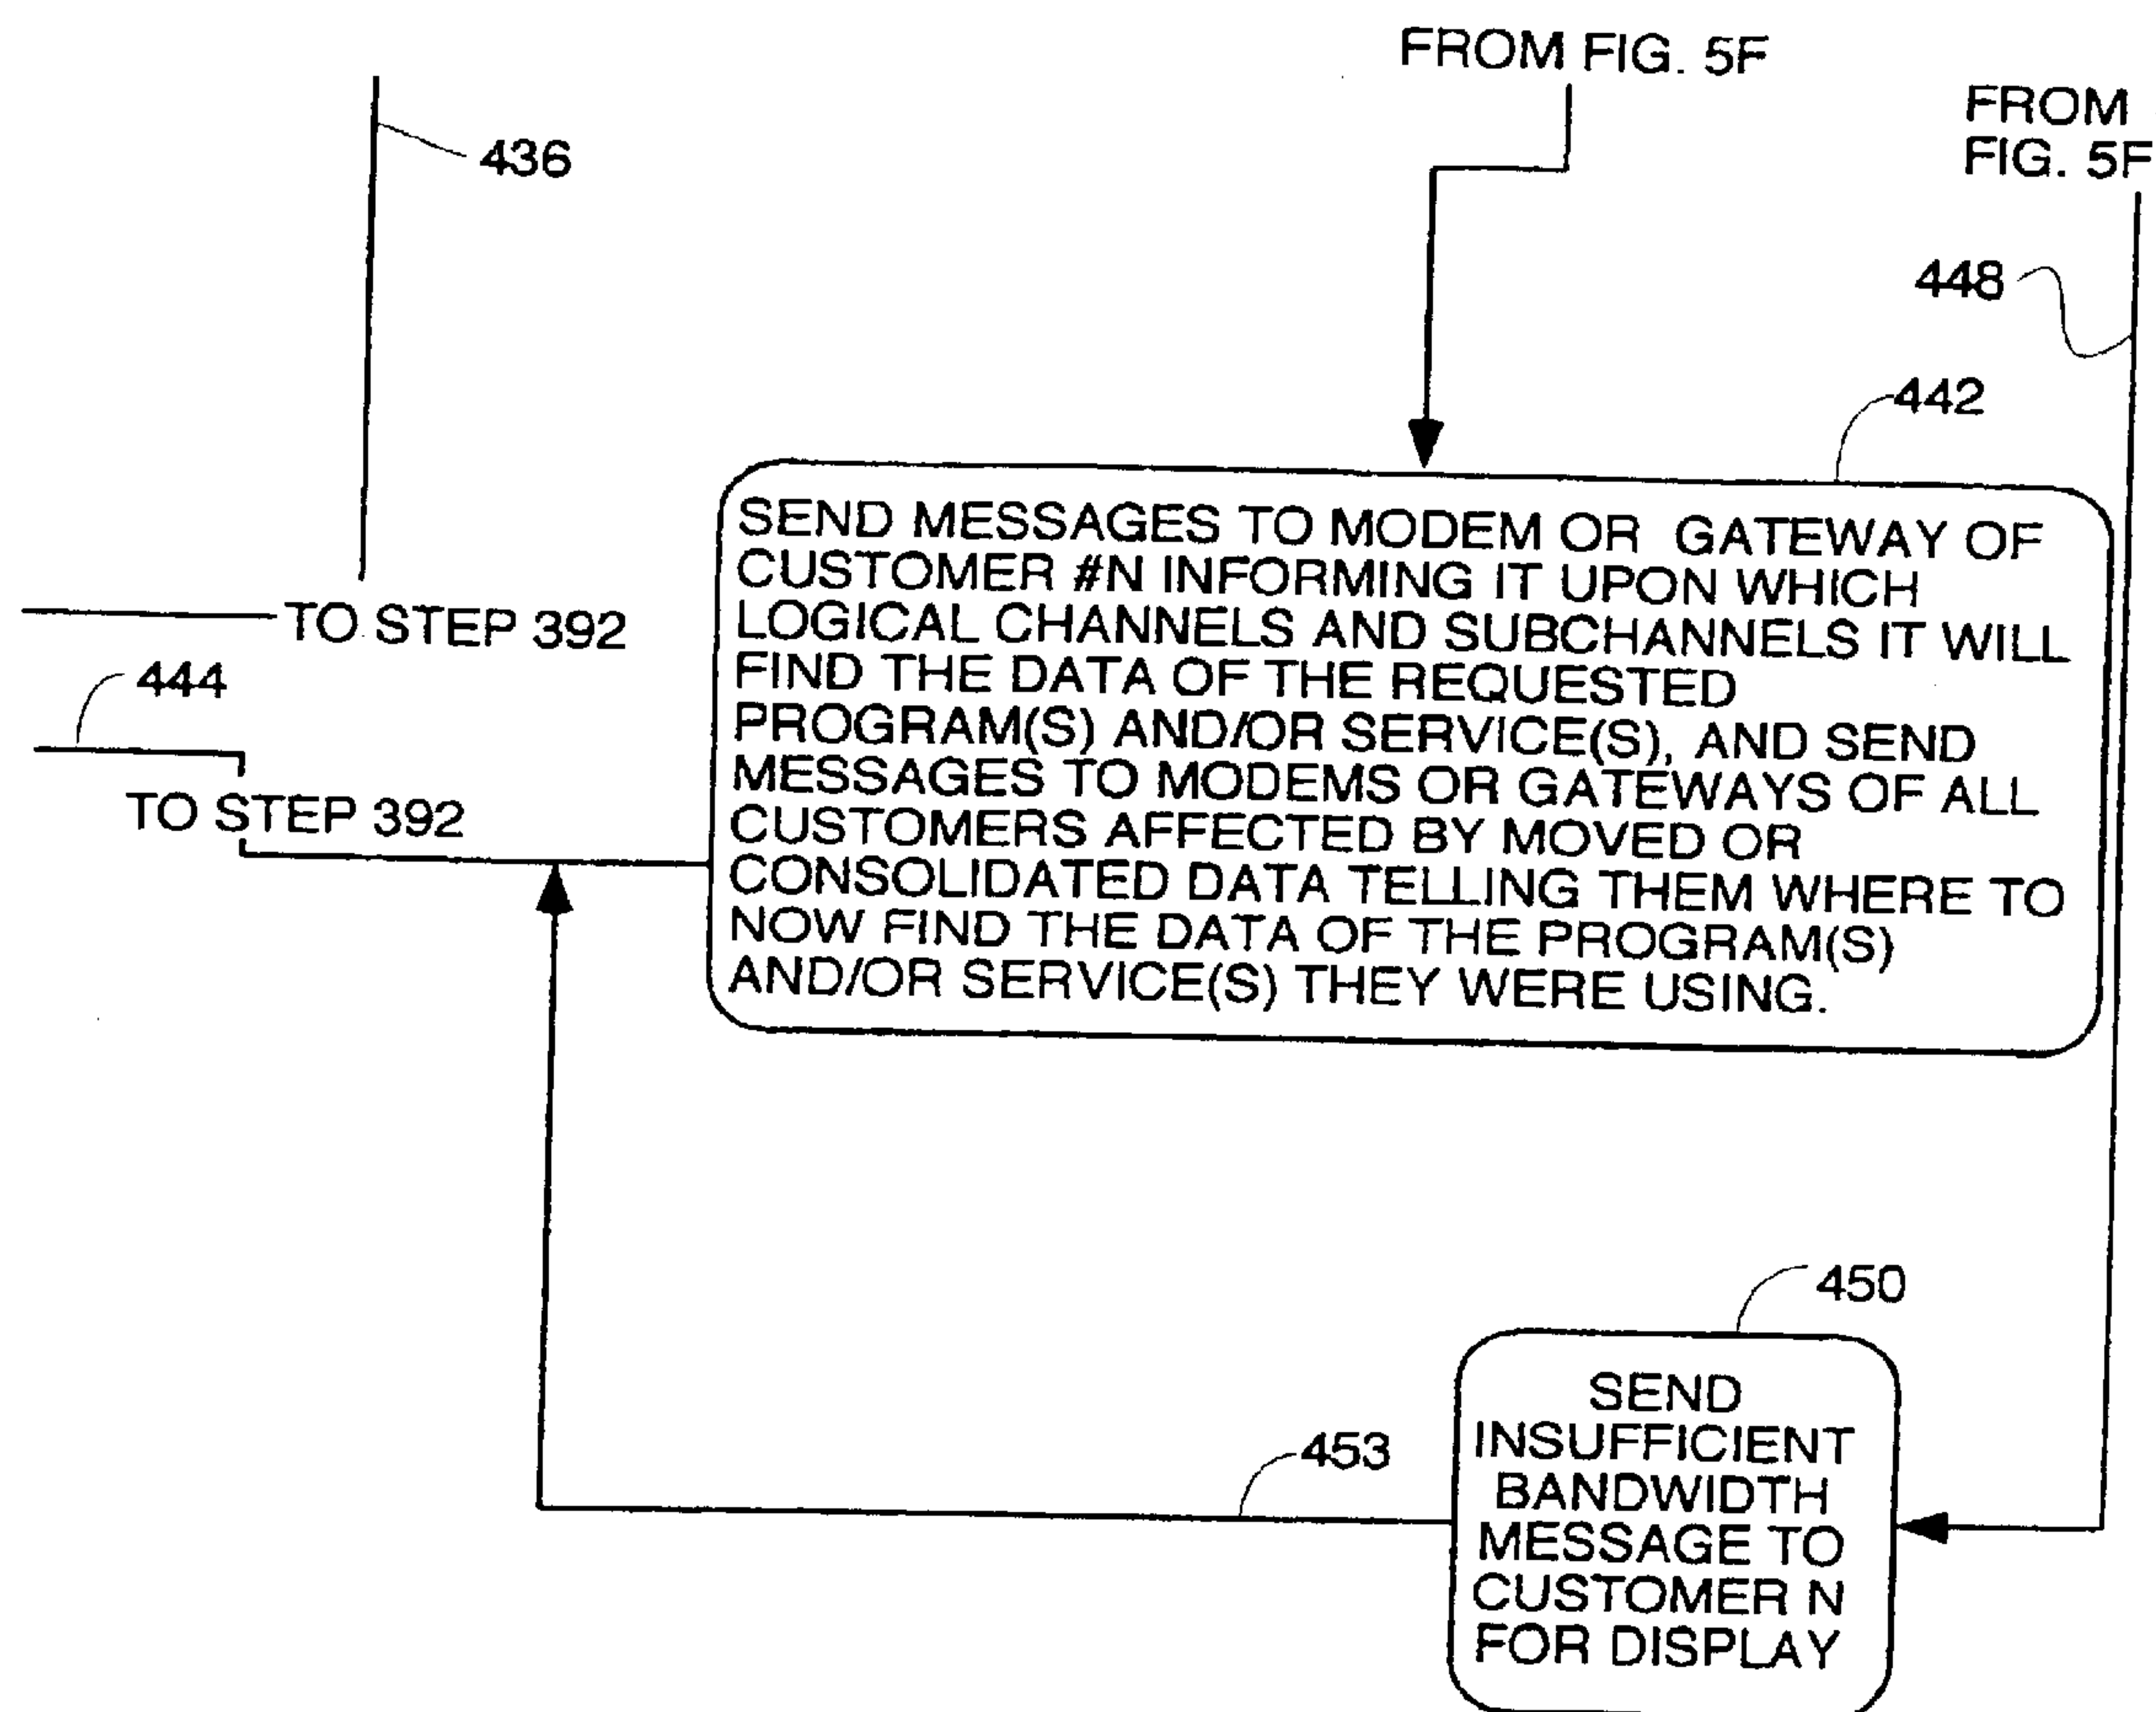 FROM FIG. 5F
FROM
FIG. 5F
436
448
442
SEND MESSAGES TO MODEM OR GATEWAY OF
CUSTOMER #N INFORMING IT UPON WHICH
LOGICAL CHANNELS AND SUBCHANNELS IT WILL
FIND THE DATA OF THE REQUESTED
PROGRAM(S) AND/OR SERVICE(S), AND SEND
MESSAGES TO MODEMS OR GATEWAYS OF ALL
CUSTOMERS AFFECTED BY MOVED OR
CONSOLIDATED DATA TELLING THEM WHERE TO
NOW FIND THE DATA OF THE PROGRAM(S)
AND/OR SERVICE(S) THEY WERE USING.
TO STEP 392
444
TO STEP 392
450
SEND
INSUFFICIENT
BANDWIDTH
MESSAGE TO
CUSTOMER N
FOR DISPLAY
453